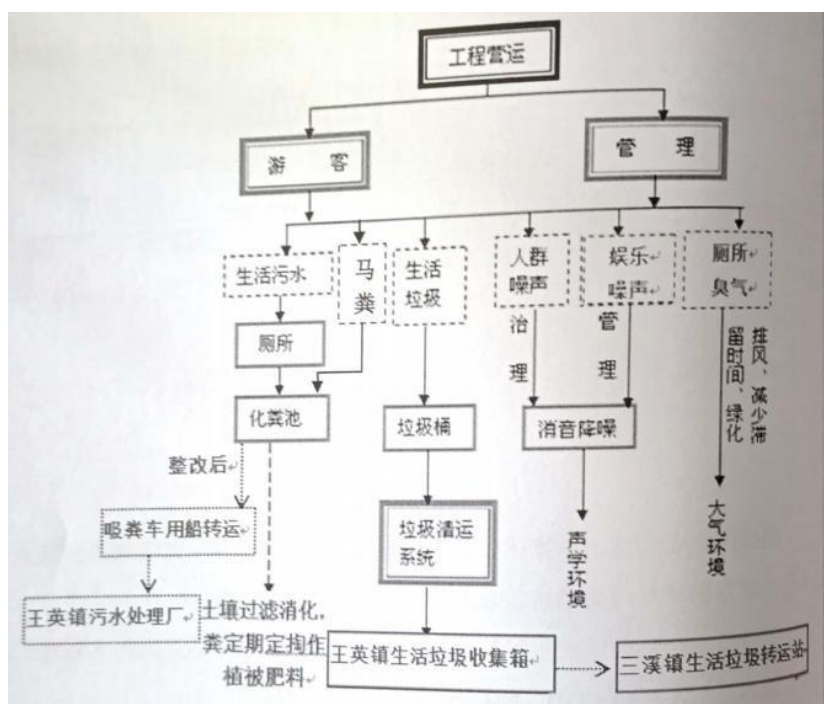 工程营运
游 客
管 理
生活污水
马
粪
生活
垃圾
人群
噪声
娱乐
噪声
厕所
臭气
厕所
治
理
管
理
排风、减少滞
留时间、绿化
化粪池
垃圾桶
消音降噪
整改后
吸粪车用船转运
垃圾清运
系统
声学环境
大气环境
王英镇污水处理厂
土壤过滤消化，
粪定期定掏作
植被肥料
王英镇生活垃圾收集箱
三溪镇生活垃圾转运站